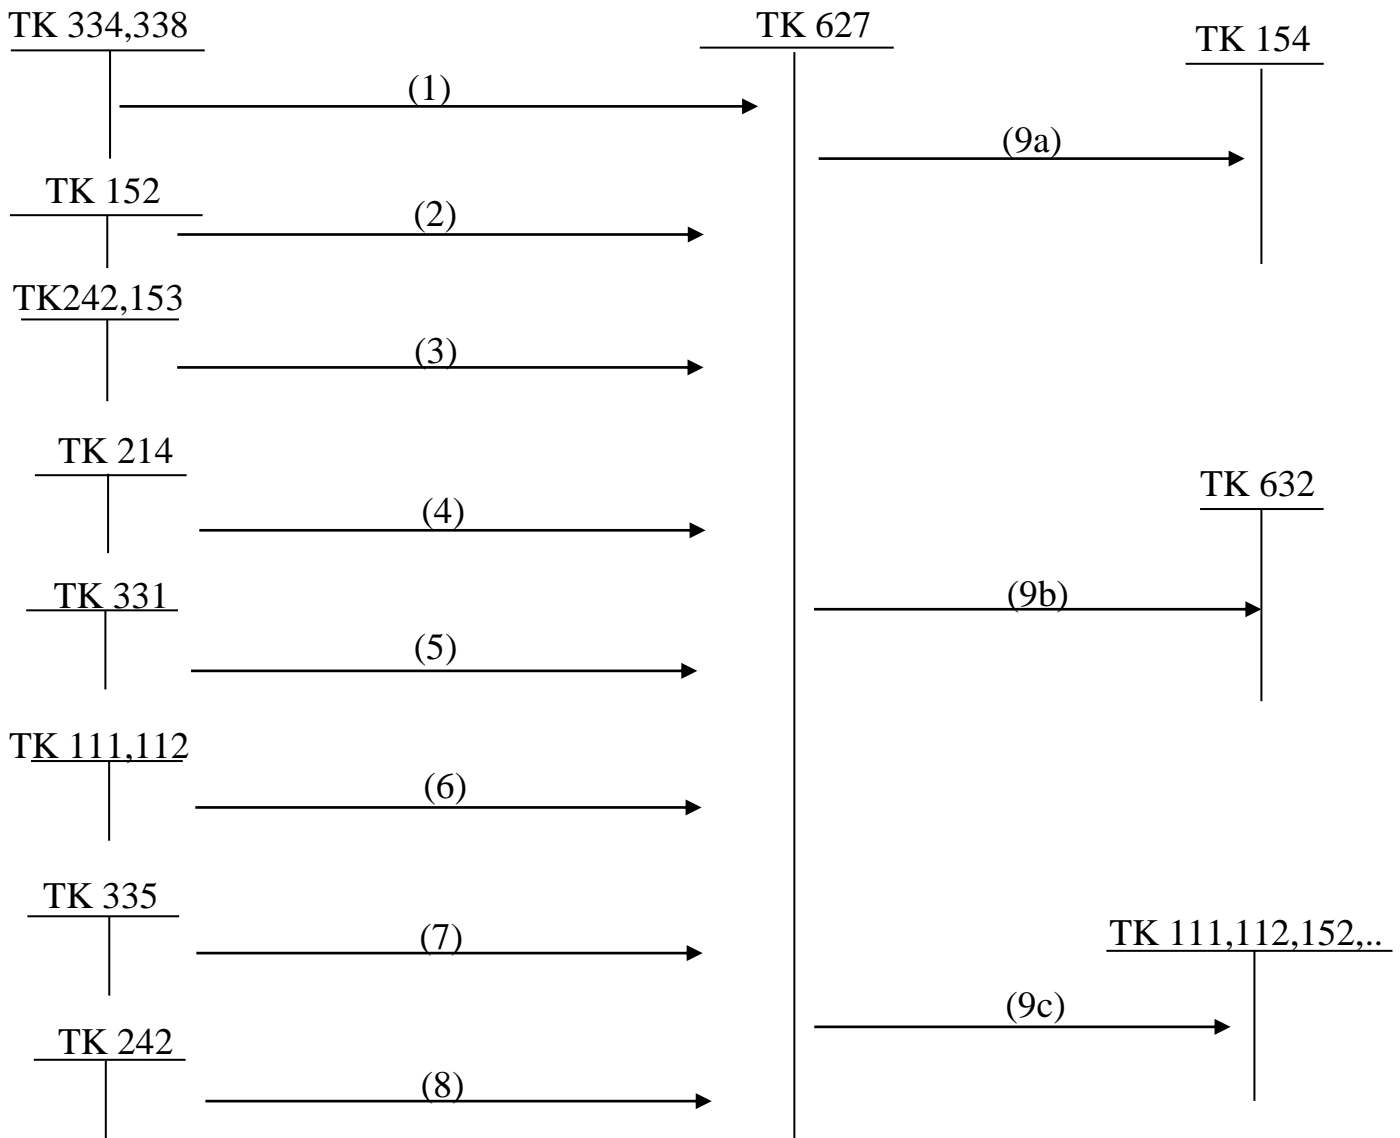 TK 334,338
TK 627
TK 154
(1)
(9a)
TK 152
(2)
TK242,153
(3)
TK 214
TK 632
(4)
TK 331
(9b)
(5)
TK 111,112
(6)
TK 335
TK 111,112,152,..
(7)
(9c)
TK 242
(8)